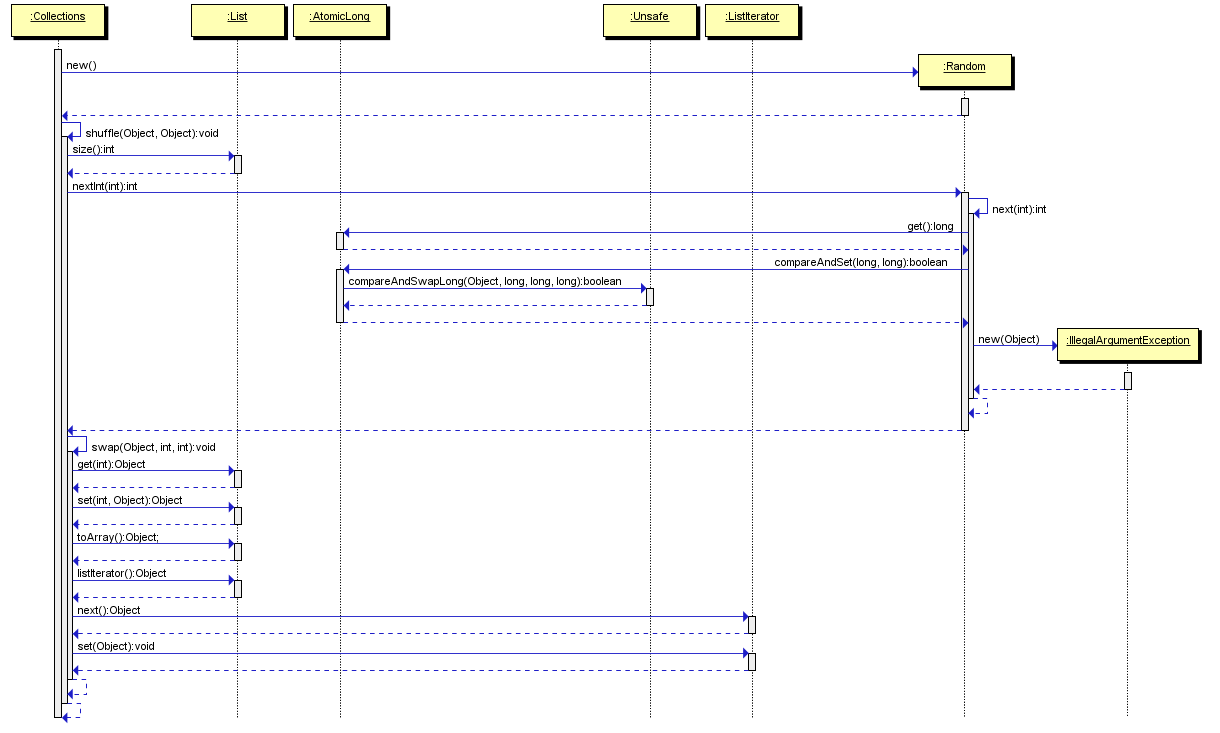 :Collections
:List
:AtomicLong
:Unsafe
:ListIterator
new()
:Random
shuffle(Object, Object):void
size():int
nextInt(int):int
next(int):int
get():long
compareAndSet(long, long):boolean
compareAndSwapLong(Object, long, long, long):boolean
new(Object)
:IllegalArgumentException
swap(Object, int, int):void
get(int):Object
set(int, Object):Object
toArray():Object;
listIterator():Object
next():Object
set(Object):void